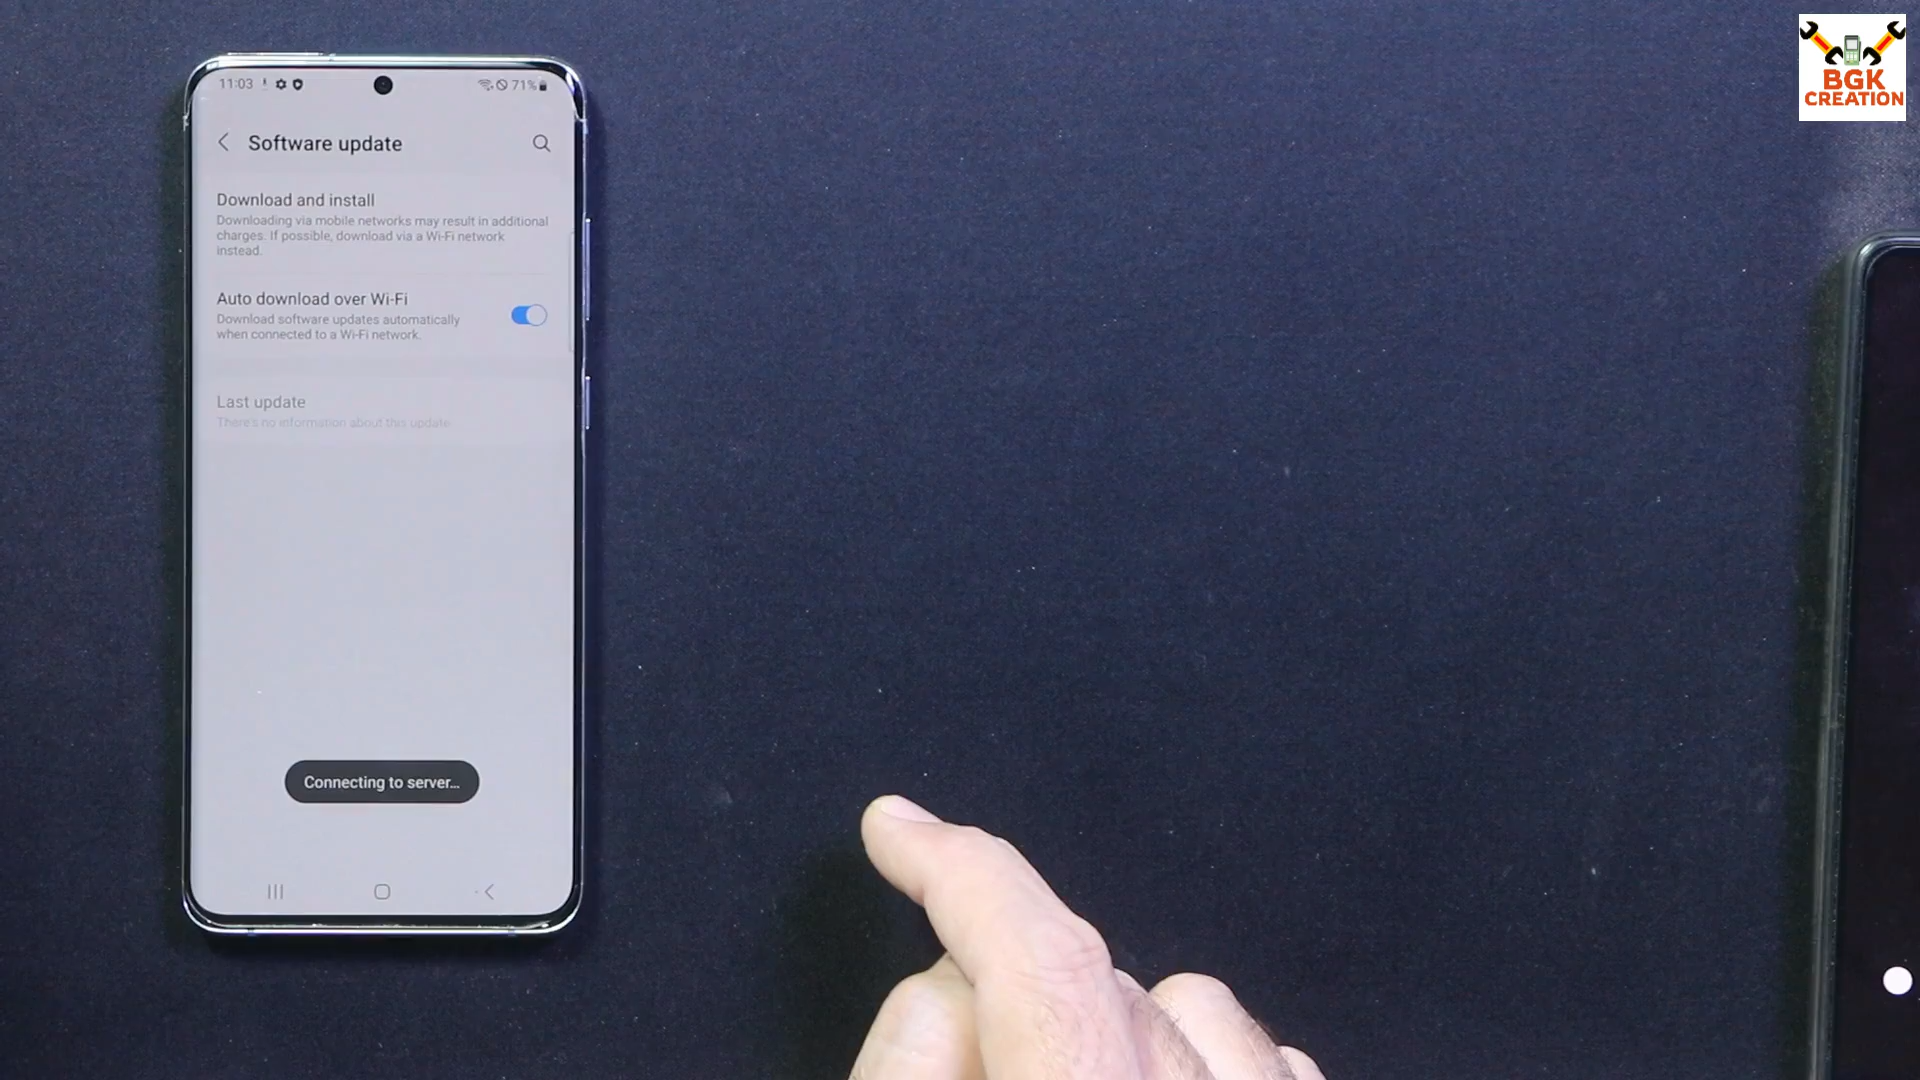 11:03
71%
Software update
Download and install
Downloading via mobile networks may result in additional
charges. If possible, download via a Wi-Fi network
instead.
Auto download over Wi-Fi
Download software updates automatically
when connected to a Wi-Fi network.
Last update
There's no information about this update
Connecting to server...
BGK
CREATION